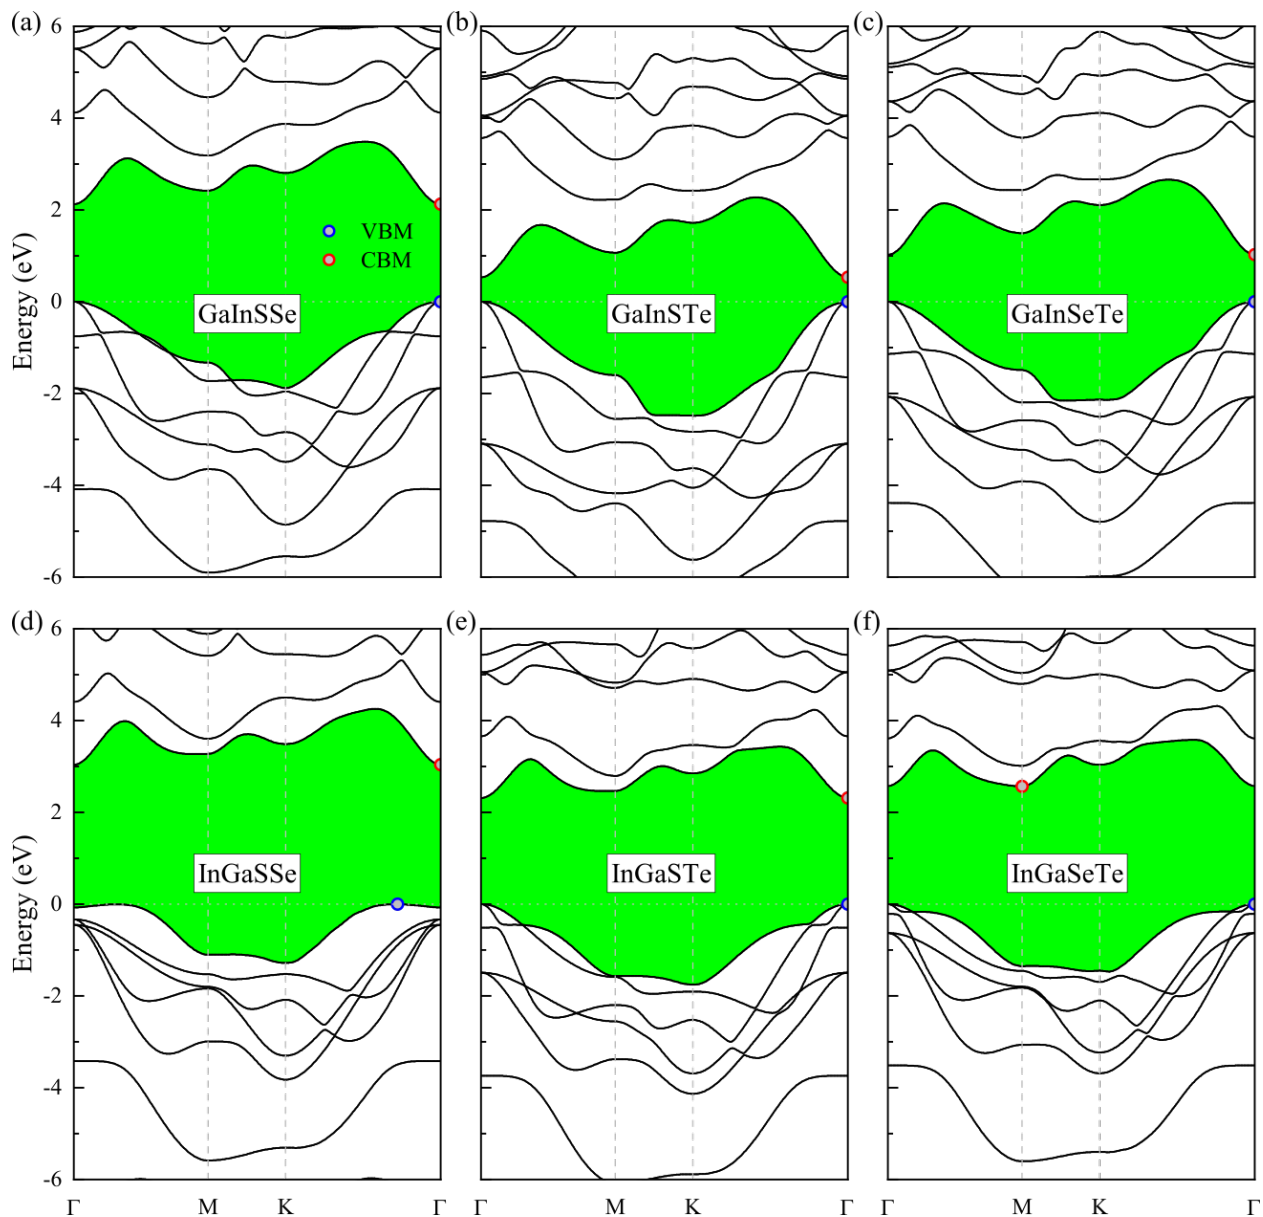 (a)
(b)
(c)
6
4
2
0
-2
-4
-6
Energy (eV)
VBM
CBM
GaInSSe
GaInSTe
GaInSeTe
(d)
(e)
(f)
6
4
2
0
-2
-4
-6
Energy (eV)
InGaSSe
InGaSTe
InGaSeTe
Γ M K Γ
Γ M K Γ
Γ M K Γ